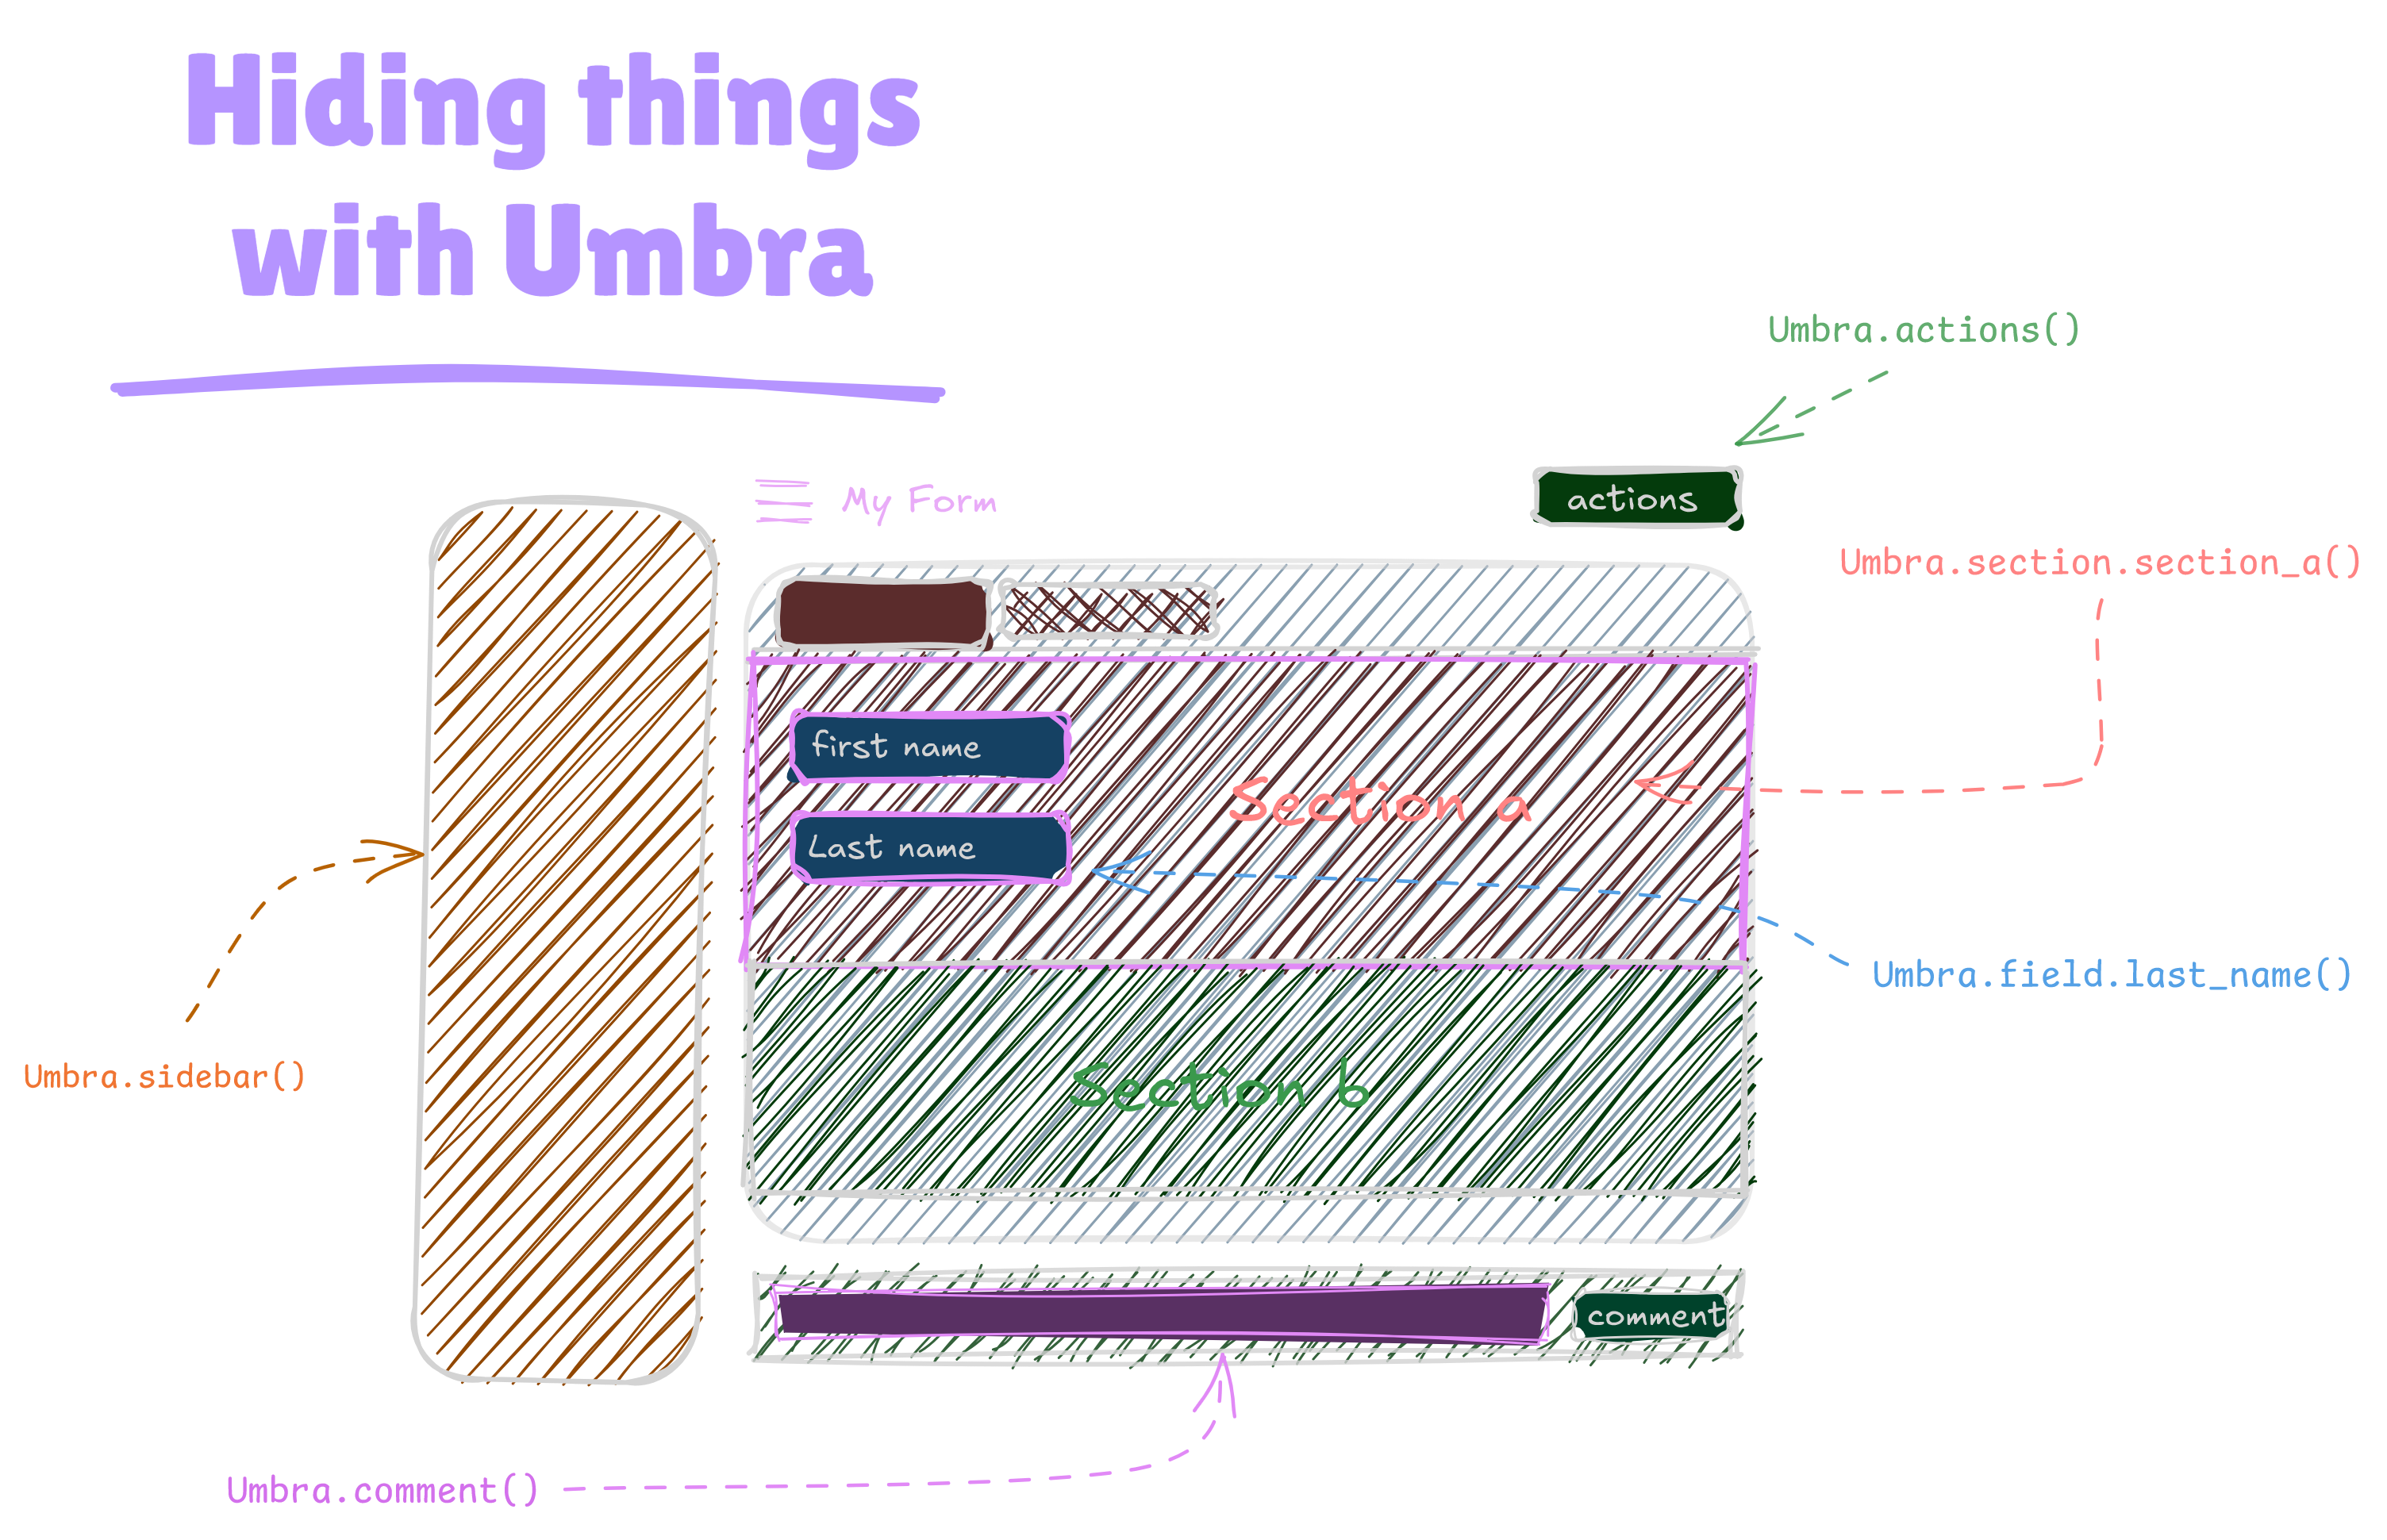 Hiding things
with Umbra
Umbra.actions()
My Form
actions
Umbra.section.section_a()
first name
Section a
Last name
Umbra.field.last_name()
Umbra.sidebar()
Section b
comment
Umbra.comment()